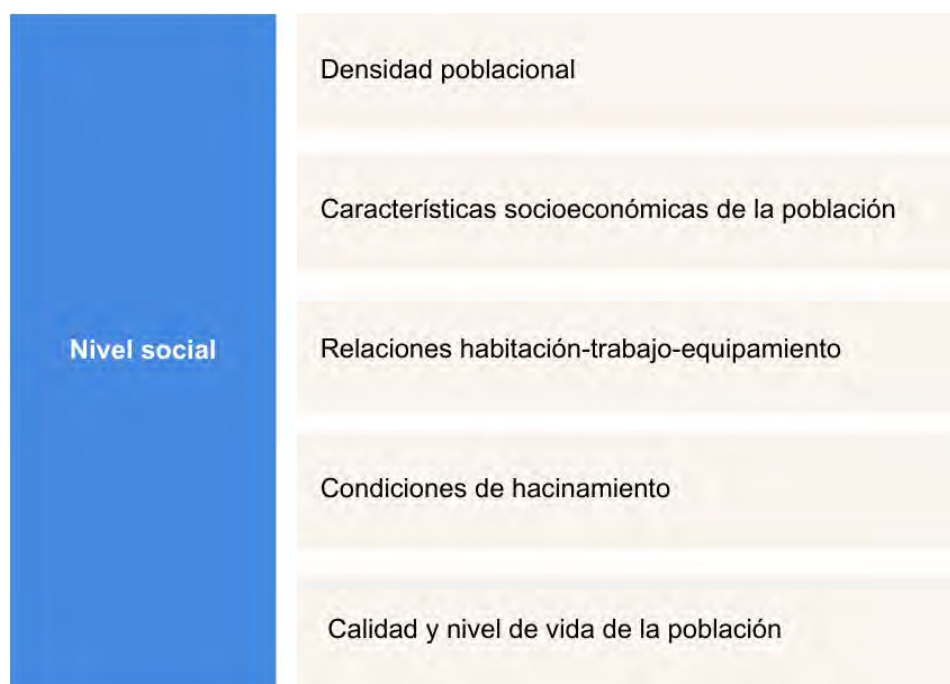 Nivel social
Densidad poblacional
Características socioeconómicas de la población
Relaciones habitación-trabajo-equipamiento
Condiciones de hacinamiento
Calidad y nivel de vida de la población